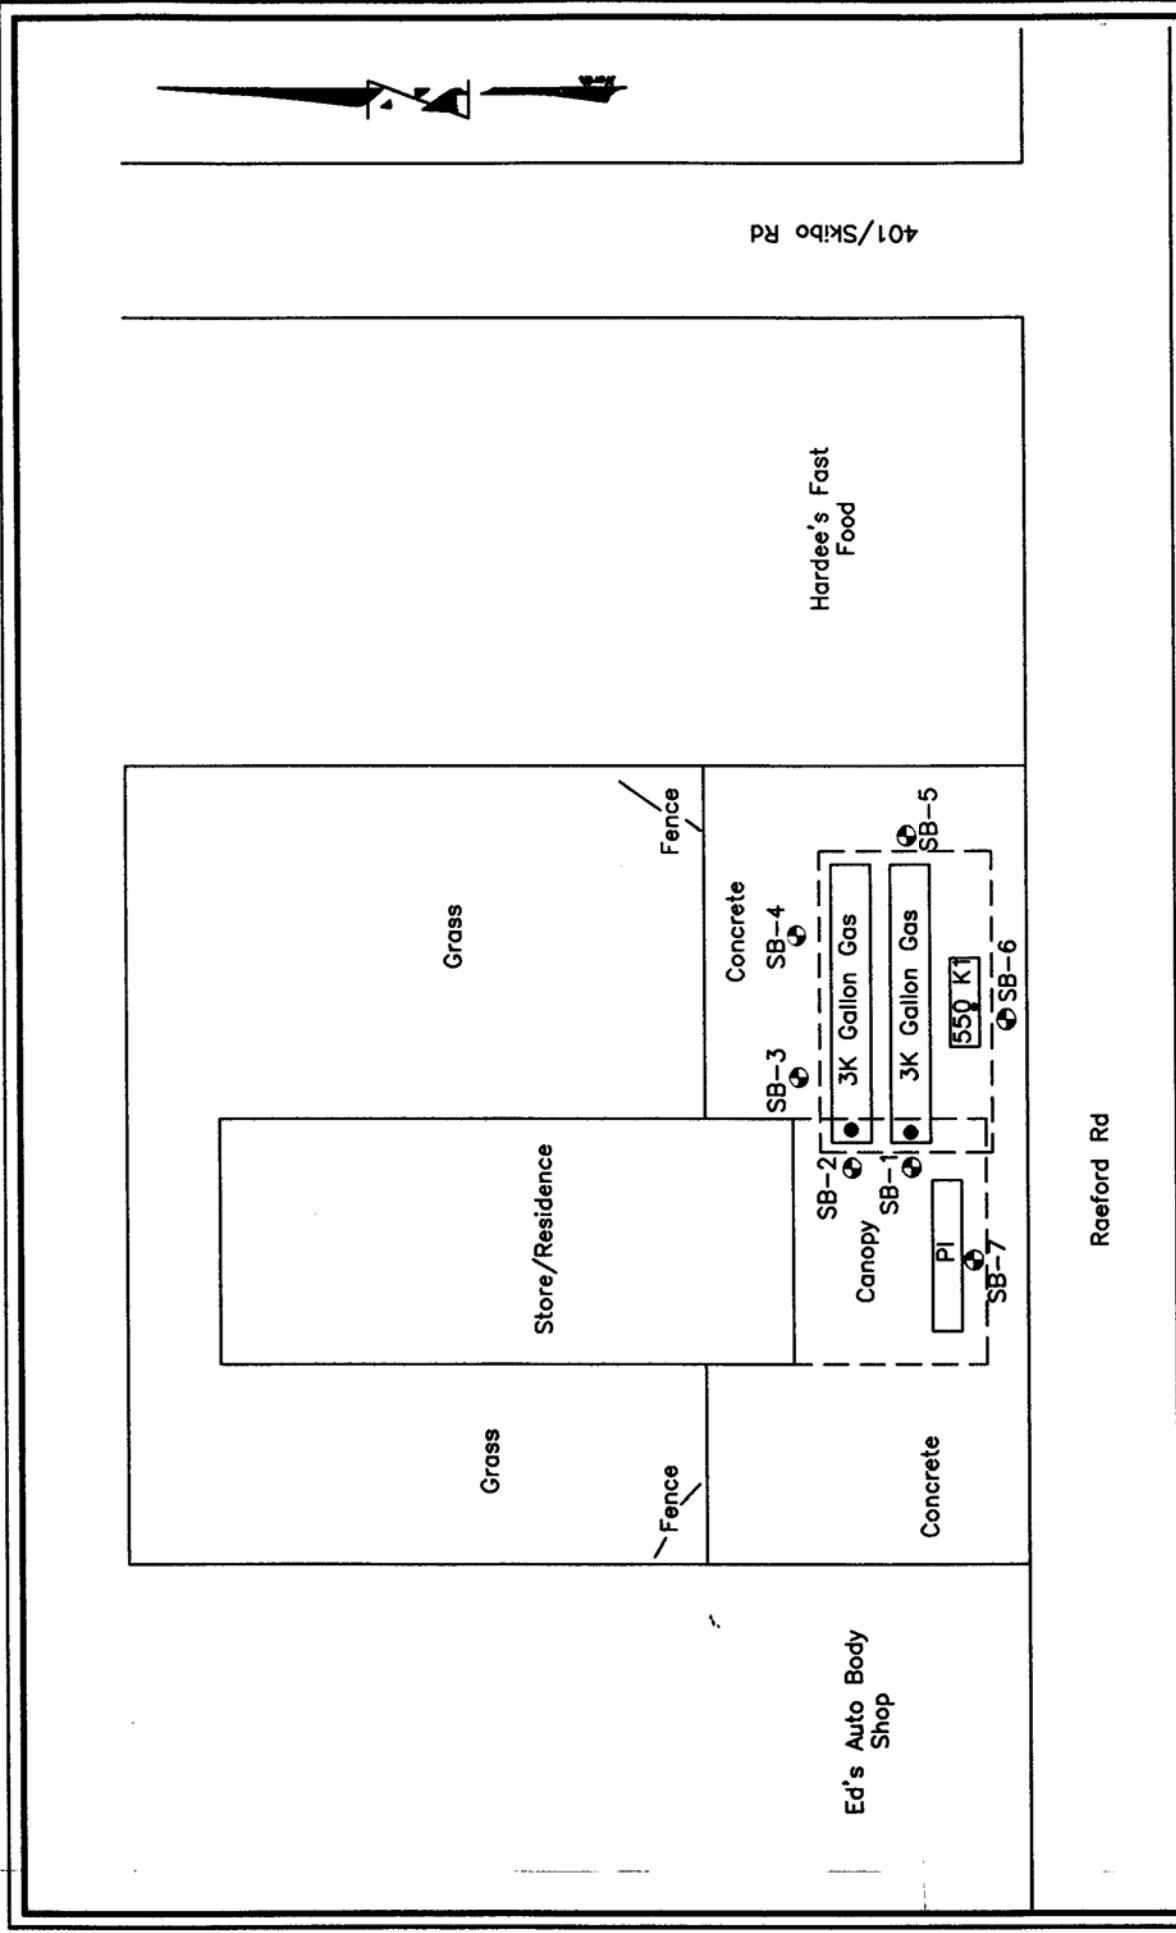 North
401/Skibo Rd
Hardee's Fast
Food
Grass
Fence
Concrete
SB-4
SB-5
SB-3
3K Gallon Gas
3K Gallon Gas
550 K1
SB-6
Store/Residence
SB-2
SB-1
Canopy
PI
SB-7
Raeford Rd
Grass
Fence
Concrete
Ed's Auto Body
Shop